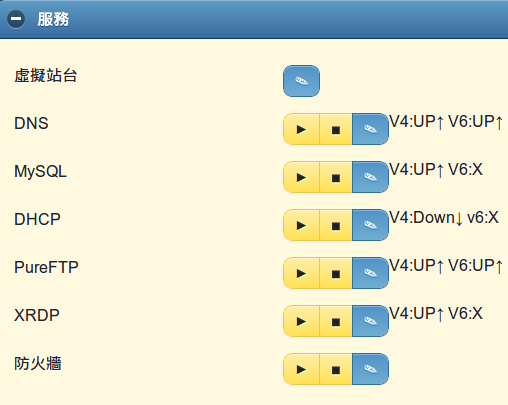 服務
虛擬站台
DNS V4:UP↑ V6:UP↑
MySQL V4:UP↑ V6:X
DHCP V4:Down↓ v6:X
PureFTP V4:UP↑ V6:UP↑
XRDP V4:UP↑ V6:X
防火牆